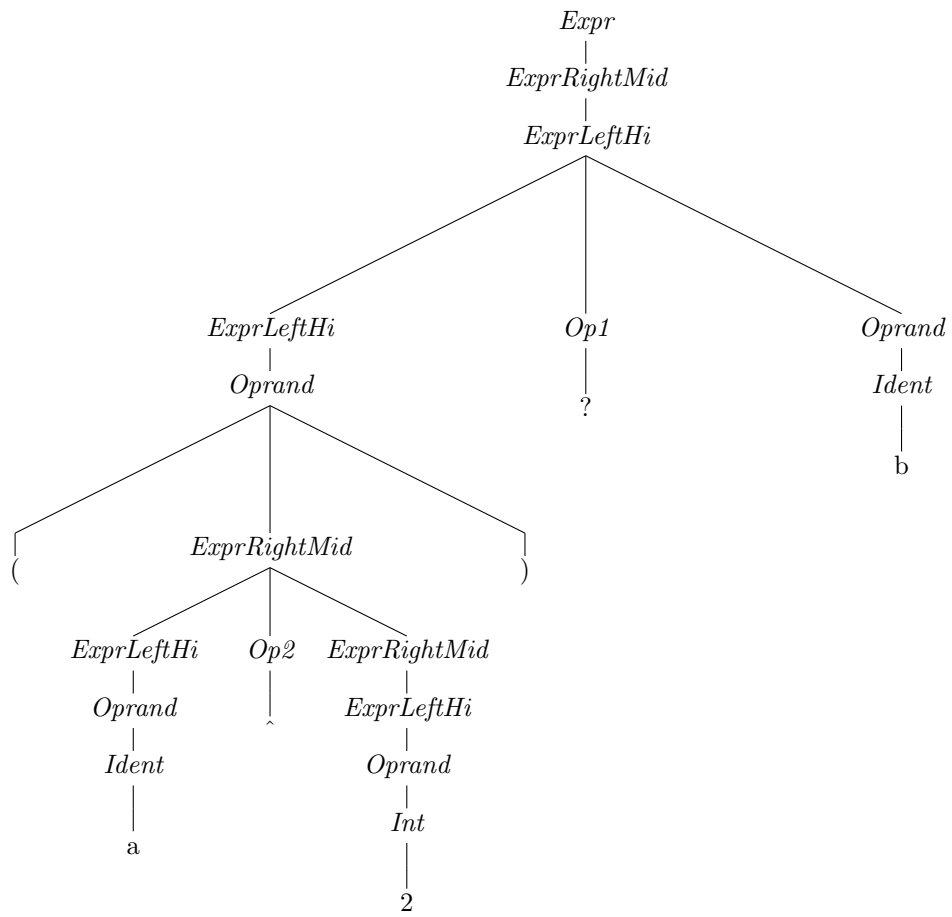 Expr
ExprRightMid
ExprLeftHi
ExprLeftHi Op1 Oprand
Oprand Ident
?
b
ExprRightMid
( )
ExprLeftHi Op2 ExprRightMid
Oprand ExprLeftHi
^
Ident Oprand
Int
a
2